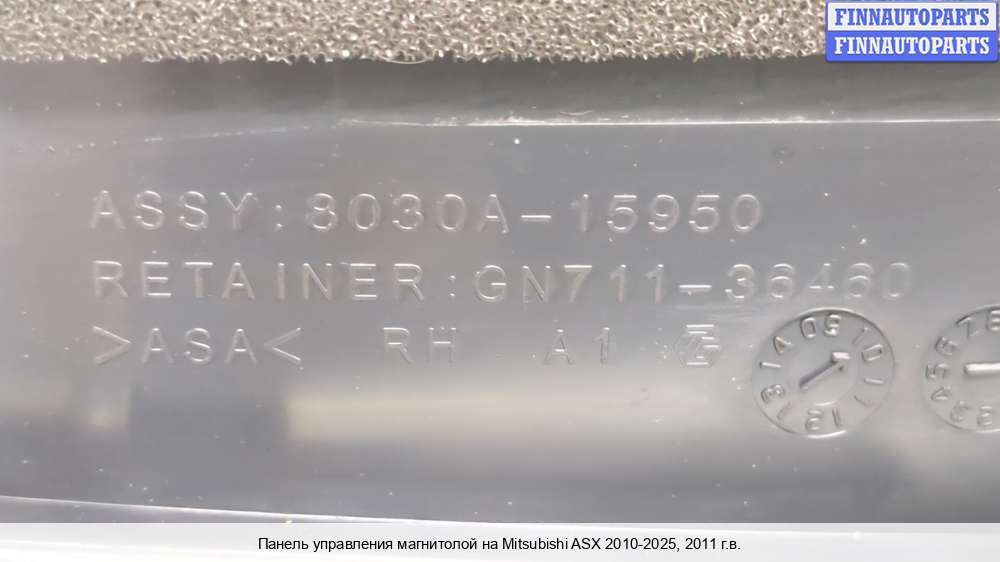 FINNAUTOPARTS
FINNAUTOPARTS
ASSY:8030A-15950
RETAINER:GN711-36460
>ASA< RH A1
Панель управления магнитолой на Mitsubishi ASX 2010-2025, 2011 г.в.